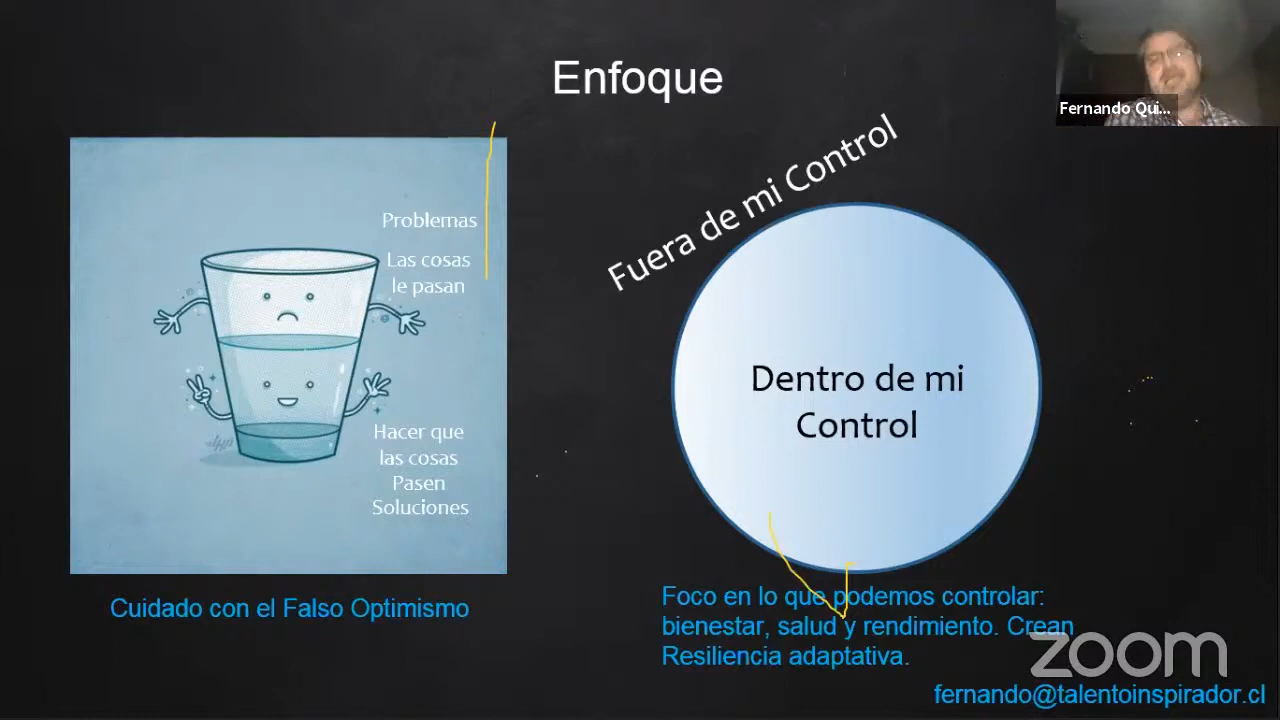 Enfoque
Fernando Qui...
Problemas
Las cosas
le pasan
Hacer que
las cosas
Pasen
Soluciones
Cuidado con el Falso Optimismo
Fuera de mi Control
Dentro de mi
Control
Foco en lo que podemos controlar:
bienestar, salud y rendimiento. Crean
Resiliencia adaptativa.
zoom
fernando@talentoinspirador.cl